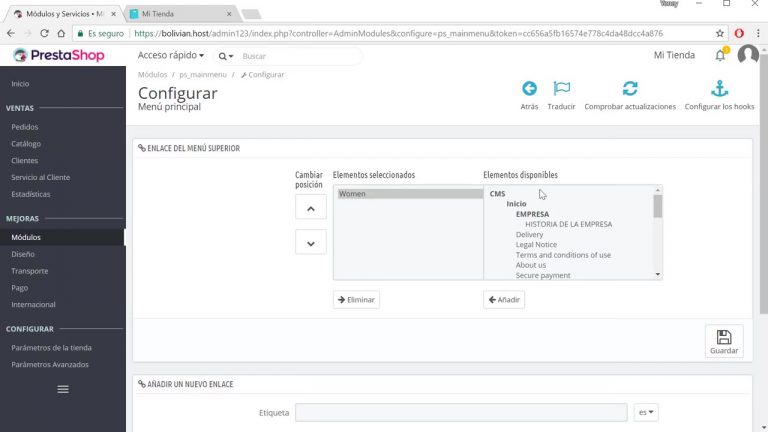 Yenny
Módulos y Servicios • Mi T
Mi Tienda
Es seguro
https://bolivian.host/admin123/index.php?controller=AdminModules&configure=ps_mainmenu&token=cc656a5fb16574e778c4da48dcc4a876
PrestaShop
Acceso rápido
Buscar
Mi Tienda
Módulos / ps_mainmenu / Configurar
Configurar
Menú principal
Atrás
Traducir
Comprobar actualizaciones
Configurar los hooks
Inicio
VENTAS
Pedidos
Catálogo
Clientes
Servicio al Cliente
Estadísticas
MEJORAS
Módulos
Diseño
Transporte
Pago
Internacional
CONFIGURAR
Parámetros de la tienda
Parámetros Avanzados
ENLACE DEL MENÚ SUPERIOR
Cambiar
posición
Elementos seleccionados
Women
Eliminar
Elementos disponibles
CMS
Inicio
EMPRESA
HISTORIA DE LA EMPRESA
Delivery
Legal Notice
Terms and conditions of use
About us
Secure payment
Añadir
Guardar
AÑADIR UN NUEVO ENLACE
Etiqueta
es